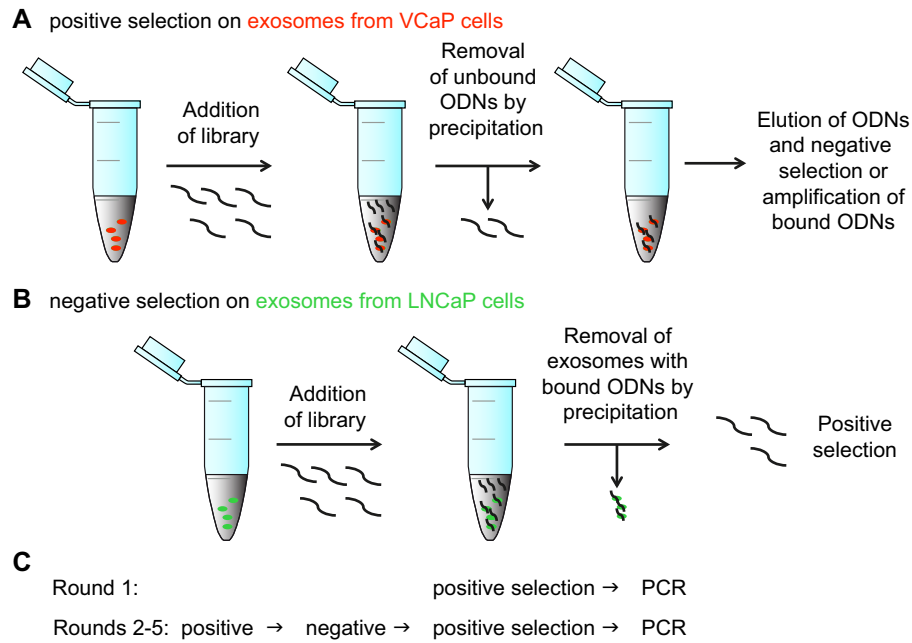 A positive selection on exosomes from VCaP cells
Addition
of library
Removal
of unbound
ODNs by
precipitation
Elution of ODNs
and negative
selection or
amplification of
bound ODNs
B negative selection on exosomes from LNCaP cells
Addition
of library
Removal of
exosomes with
bound ODNs by
precipitation
Positive
selection
C
Round 1: positive selection → PCR
Rounds 2-5: positive → negative → positive selection → PCR